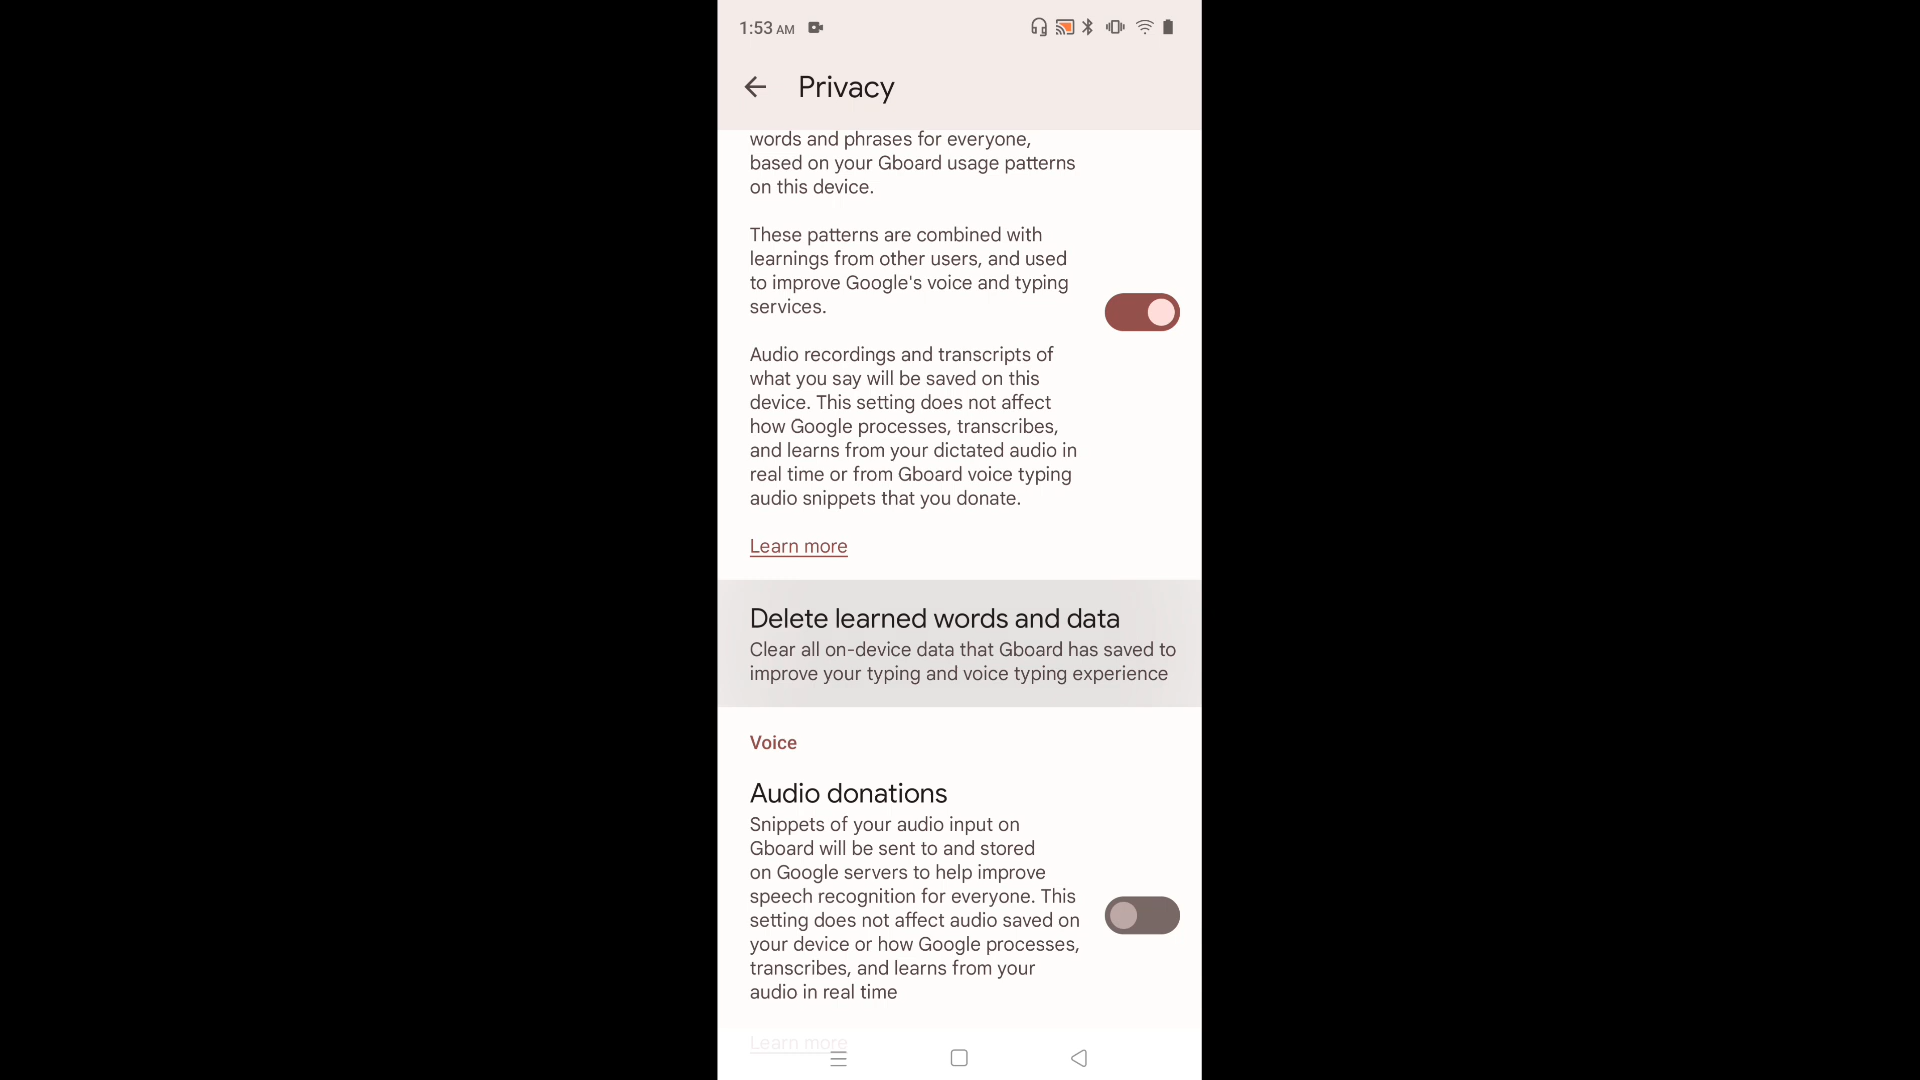 1:53 AM
Privacy
words and phrases for everyone,
based on your Gboard usage patterns
on this device.
These patterns are combined with
learnings from other users, and used
to improve Google's voice and typing
services.
Audio recordings and transcripts of
what you say will be saved on this
device. This setting does not affect
how Google processes, transcribes,
and learns from your dictated audio in
real time or from Gboard voice typing
audio snippets that you donate.
Learn more
Delete learned words and data
Clear all on-device data that Gboard has saved to
improve your typing and voice typing experience
Voice
Audio donations
Snippets of your audio input on
Gboard will be sent to and stored
on Google servers to help improve
speech recognition for everyone. This
setting does not affect audio saved on
your device or how Google processes,
transcribes, and learns from your
audio in real time
Learn more